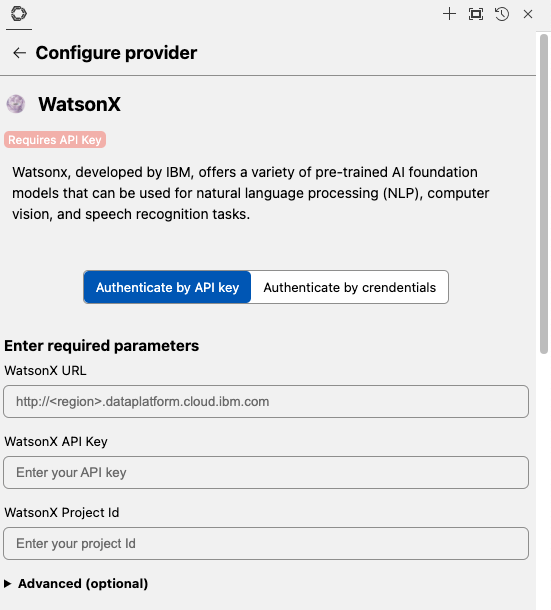 Configure provider
WatsonX
Requires API Key
Watsonx, developed by IBM, offers a variety of pre-trained AI foundation
models that can be used for natural language processing (NLP), computer
vision, and speech recognition tasks.
Authenticate by API key
Authenticate by crendentials
Enter required parameters
WatsonX URL
http://<region>.dataplatform.cloud.ibm.com
WatsonX API Key
Enter your API key
WatsonX Project Id
Enter your project Id
Advanced (optional)